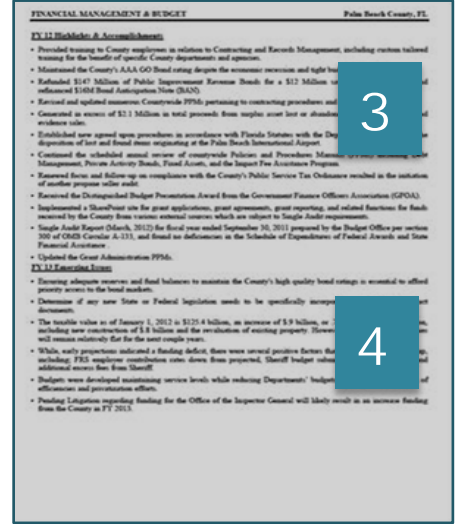 FINANCIAL MANAGEMENT & BUDGET Palm Beach County, FL
FY 12 Highlights & Accomplishments
• Provided training to County employees in relation to Contracting and Records Management, including custom tailored
training for the benefit of specific County departments and agencies.
• Maintained the County's AAA GO Bond rating despite the economic recession and tight
• Refunded $147 Million of Public Improvement Revenue Bonds for a $12 Million
refinanced $16M Bond Anticipation Note (BAN).
• Revised and updated numerous Countywide PPMs pertaining to contracting procedures and
• Generated in excess of $2.1 Million in total proceeds from surplus asset lost or
evidence sales.
• Established new agreed upon procedures in accordance with Florida Statutes with the
disposition of lost and found items originating at the Palm Beach International Airport.
• Continued the scheduled annual review of countywide Policies and Procedures
Management, Private Activity Bonds, Fixed Assets, and the Impact Fee Assistance Program.
• Renewed focus and follow-up on compliance with the County's Public Service Tax Ordinance resulted in the initiation
of another propane seller audit.
• Received the Distinguished Budget Presentation Award from the Government Finance Officers Association (GFOA).
• Implemented a SharePoint site for grant applications, grant agreements, grant reporting, and related functions for funds
received by the County from various external sources which are subject to Single Audit requirements.
• Single Audit Report (March, 2012) for fiscal year ended September 30, 2011 prepared by the Budget Office per section
300 of OMB Circular A-133, and found no deficiencies in the Schedule of Expenditures of Federal Awards and State
Financial Assistance .
• Updated the Grant Administration PPMs.
FY 13 Emerging Issues
• Ensuring adequate reserves and fund balances to maintain the County's high quality bond ratings is essential to afford
priority access to the bond markets.
• Determine if any new State or Federal legislation needs to be specifically
documents.
• The taxable value as of January 1, 2012 is $125.4 billion, an increase of $.9 billion, or
including new construction of $.8 billion and the revaluation of existing property.
will remain relatively flat for the next couple years.
• While, early projections indicated a funding deficit, there were several positive factors
including; FRS employer contribution rates down from projected, Sheriff budget and
additional excess fees from Sheriff.
• Budgets were developed maintaining service levels while reducing Departments' of
efficiencies and privatization efforts.
• Pending Litigation regarding funding for the Office of the Inspector General will likely result in an increase funding
from the County in FY 2013.
3
4